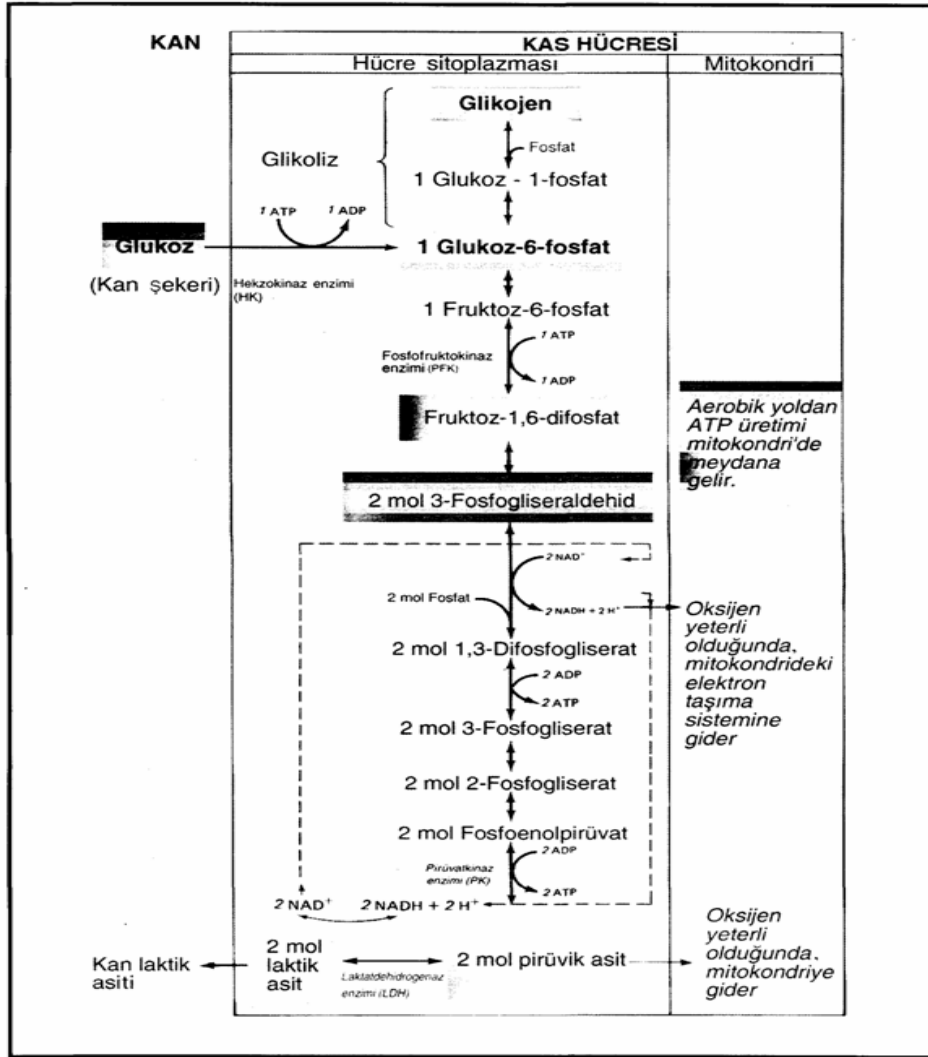 KAN
KAS HÜCRESİ
Hücre sitoplazması
Mitokondri
Glikojen
Fosfat
Glikoliz
1 Glukoz - 1-fosfat
1 ATP
1 ADP
Glukoz
1 Glukoz-6-fosfat
(Kan şekeri)
Hekzokinaz enzimi
(HK)
1 Fruktoz-6-fosfat
1 ATP
Fosfofruktokinaz
enzimi (PFK)
1 ADP
Fruktoz-1,6-difosfat
Aerobik yoldan
ATP üretimi
mitokondri'de
meydana
gelir.
2 mol 3-Fosfogliseraldehid
2 NAD⁺
2 mol Fosfat
2 NADH + 2 H⁺
Oksijen
yeterli
olduğunda,
mitokondrideki
elektron
taşıma
sistemine
gider
2 mol 1,3-Difosfogliserat
2 ADP
2 ATP
2 mol 3-Fosfogliserat
2 mol 2-Fosfogliserat
2 mol Fosfoenolpirüvat
2 ADP
Pirüvatkinaz
enzimi (PK)
2 ATP
2 NAD⁺
2 NADH + 2 H⁺
Kan laktik
asiti
2 mol
laktik
asit
Laktatdehidrogenaz
enzimi (LDH)
2 mol pirüvik asit
Oksijen
yeterli
olduğunda,
mitokondriye
gider